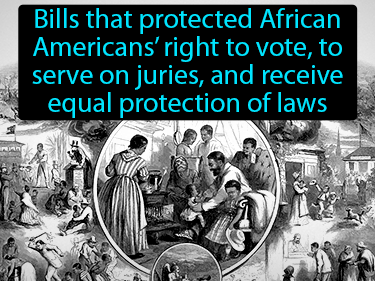 Bills that protected African
Americans’ right to vote, to
serve on juries, and receive
equal protection of laws